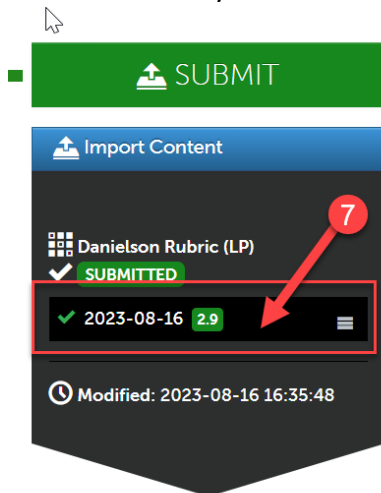 SUBMIT
Import Content
7
Danielson Rubric (LP)
SUBMITTED
2023-08-16 2.9
Modified: 2023-08-16 16:35:48